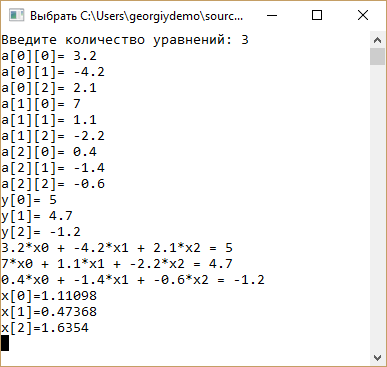 Выбрать C:\Users\georgiydemo\sourc...
Введите количество уравнений: 3
a[0][0]= 3.2
a[0][1]= -4.2
a[0][2]= 2.1
a[1][0]= 7
a[1][1]= 1.1
a[1][2]= -2.2
a[2][0]= 0.4
a[2][1]= -1.4
a[2][2]= -0.6
y[0]= 5
y[1]= 4.7
y[2]= -1.2
3.2*x0 + -4.2*x1 + 2.1*x2 = 5
7*x0 + 1.1*x1 + -2.2*x2 = 4.7
0.4*x0 + -1.4*x1 + -0.6*x2 = -1.2
x[0]=1.11098
x[1]=0.47368
x[2]=1.6354